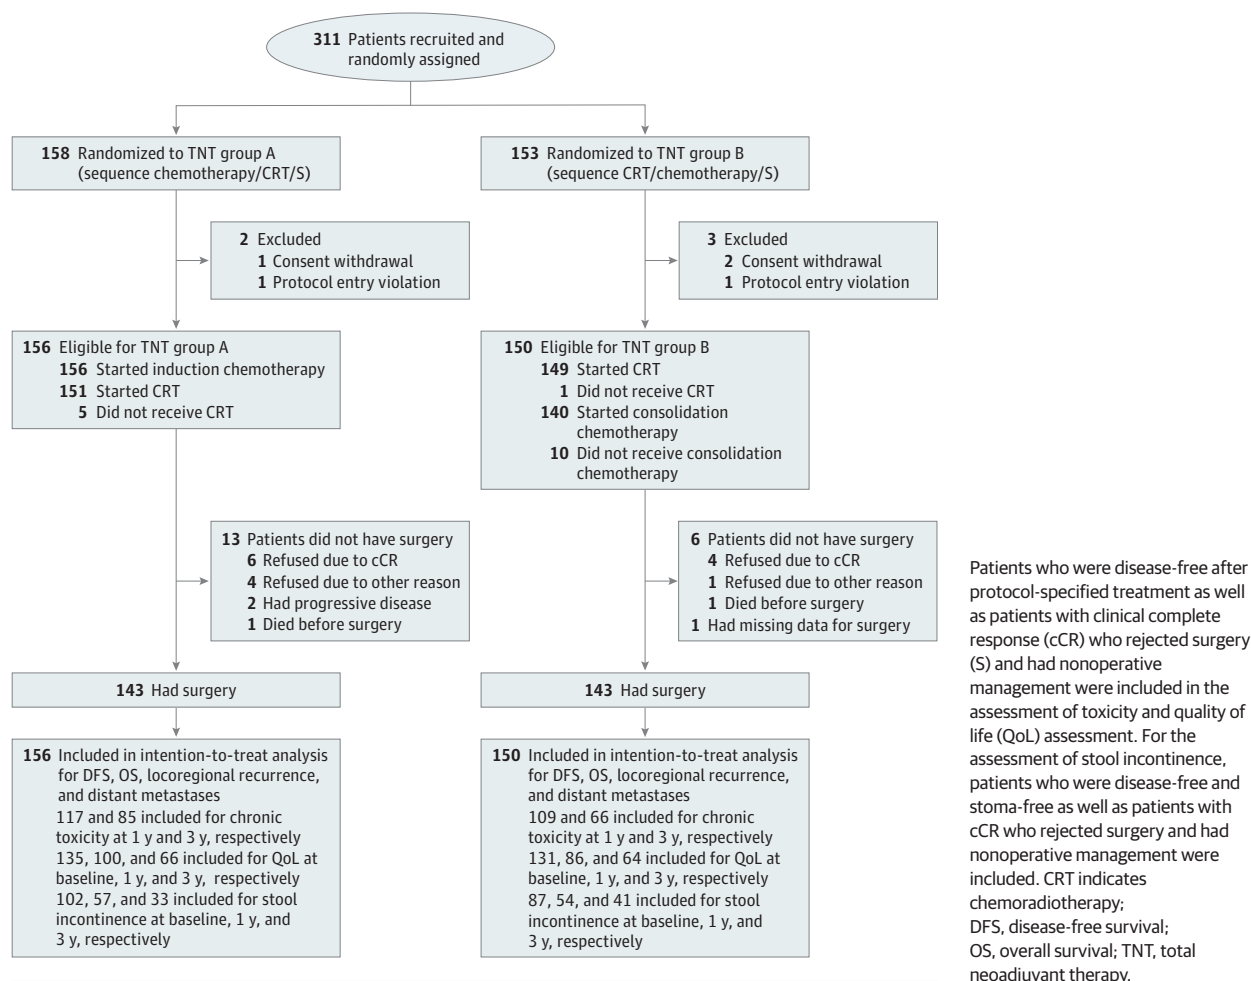 311 Patients recruited and
randomly assigned
158 Randomized to TNT group A
(sequence chemotherapy/CRT/S)
153 Randomized to TNT group B
(sequence CRT/chemotherapy/S)
2 Excluded
1 Consent withdrawal
1 Protocol entry violation
3 Excluded
2 Consent withdrawal
1 Protocol entry violation
156 Eligible for TNT group A
156 Started induction chemotherapy
151 Started CRT
5 Did not receive CRT
150 Eligible for TNT group B
149 Started CRT
1 Did not receive CRT
140 Started consolidation
chemotherapy
10 Did not receive consolidation
chemotherapy
13 Patients did not have surgery
6 Refused due to cCR
4 Refused due to other reason
2 Had progressive disease
1 Died before surgery
6 Patients did not have surgery
4 Refused due to cCR
1 Refused due to other reason
1 Died before surgery
1 Had missing data for surgery
143 Had surgery
143 Had surgery
156 Included in intention-to-treat analysis
for DFS, OS, locoregional recurrence,
and distant metastases
117 and 85 included for chronic
toxicity at 1 y and 3 y, respectively
135, 100, and 66 included for QoL at
baseline, 1 y, and 3 y, respectively
102, 57, and 33 included for stool
incontinence at baseline, 1 y, and
3 y, respectively
150 Included in intention-to-treat analysis
for DFS, OS, locoregional recurrence,
and distant metastases
109 and 66 included for chronic
toxicity at 1 y and 3 y, respectively
131, 86, and 64 included for QoL at
baseline, 1 y, and 3 y, respectively
87, 54, and 41 included for stool
incontinence at baseline, 1 y, and
3 y, respectively
Patients who were disease-free after
protocol-specified treatment as well
as patients with clinical complete
response (cCR) who rejected surgery
(S) and had nonoperative
management were included in the
assessment of toxicity and quality of
life (QoL) assessment. For the
assessment of stool incontinence,
patients who were disease-free and
stoma-free as well as patients with
cCR who rejected surgery and had
nonoperative management were
included. CRT indicates
chemoradiotherapy;
DFS, disease-free survival;
OS, overall survival; TNT, total
neoadjuvant therapy.